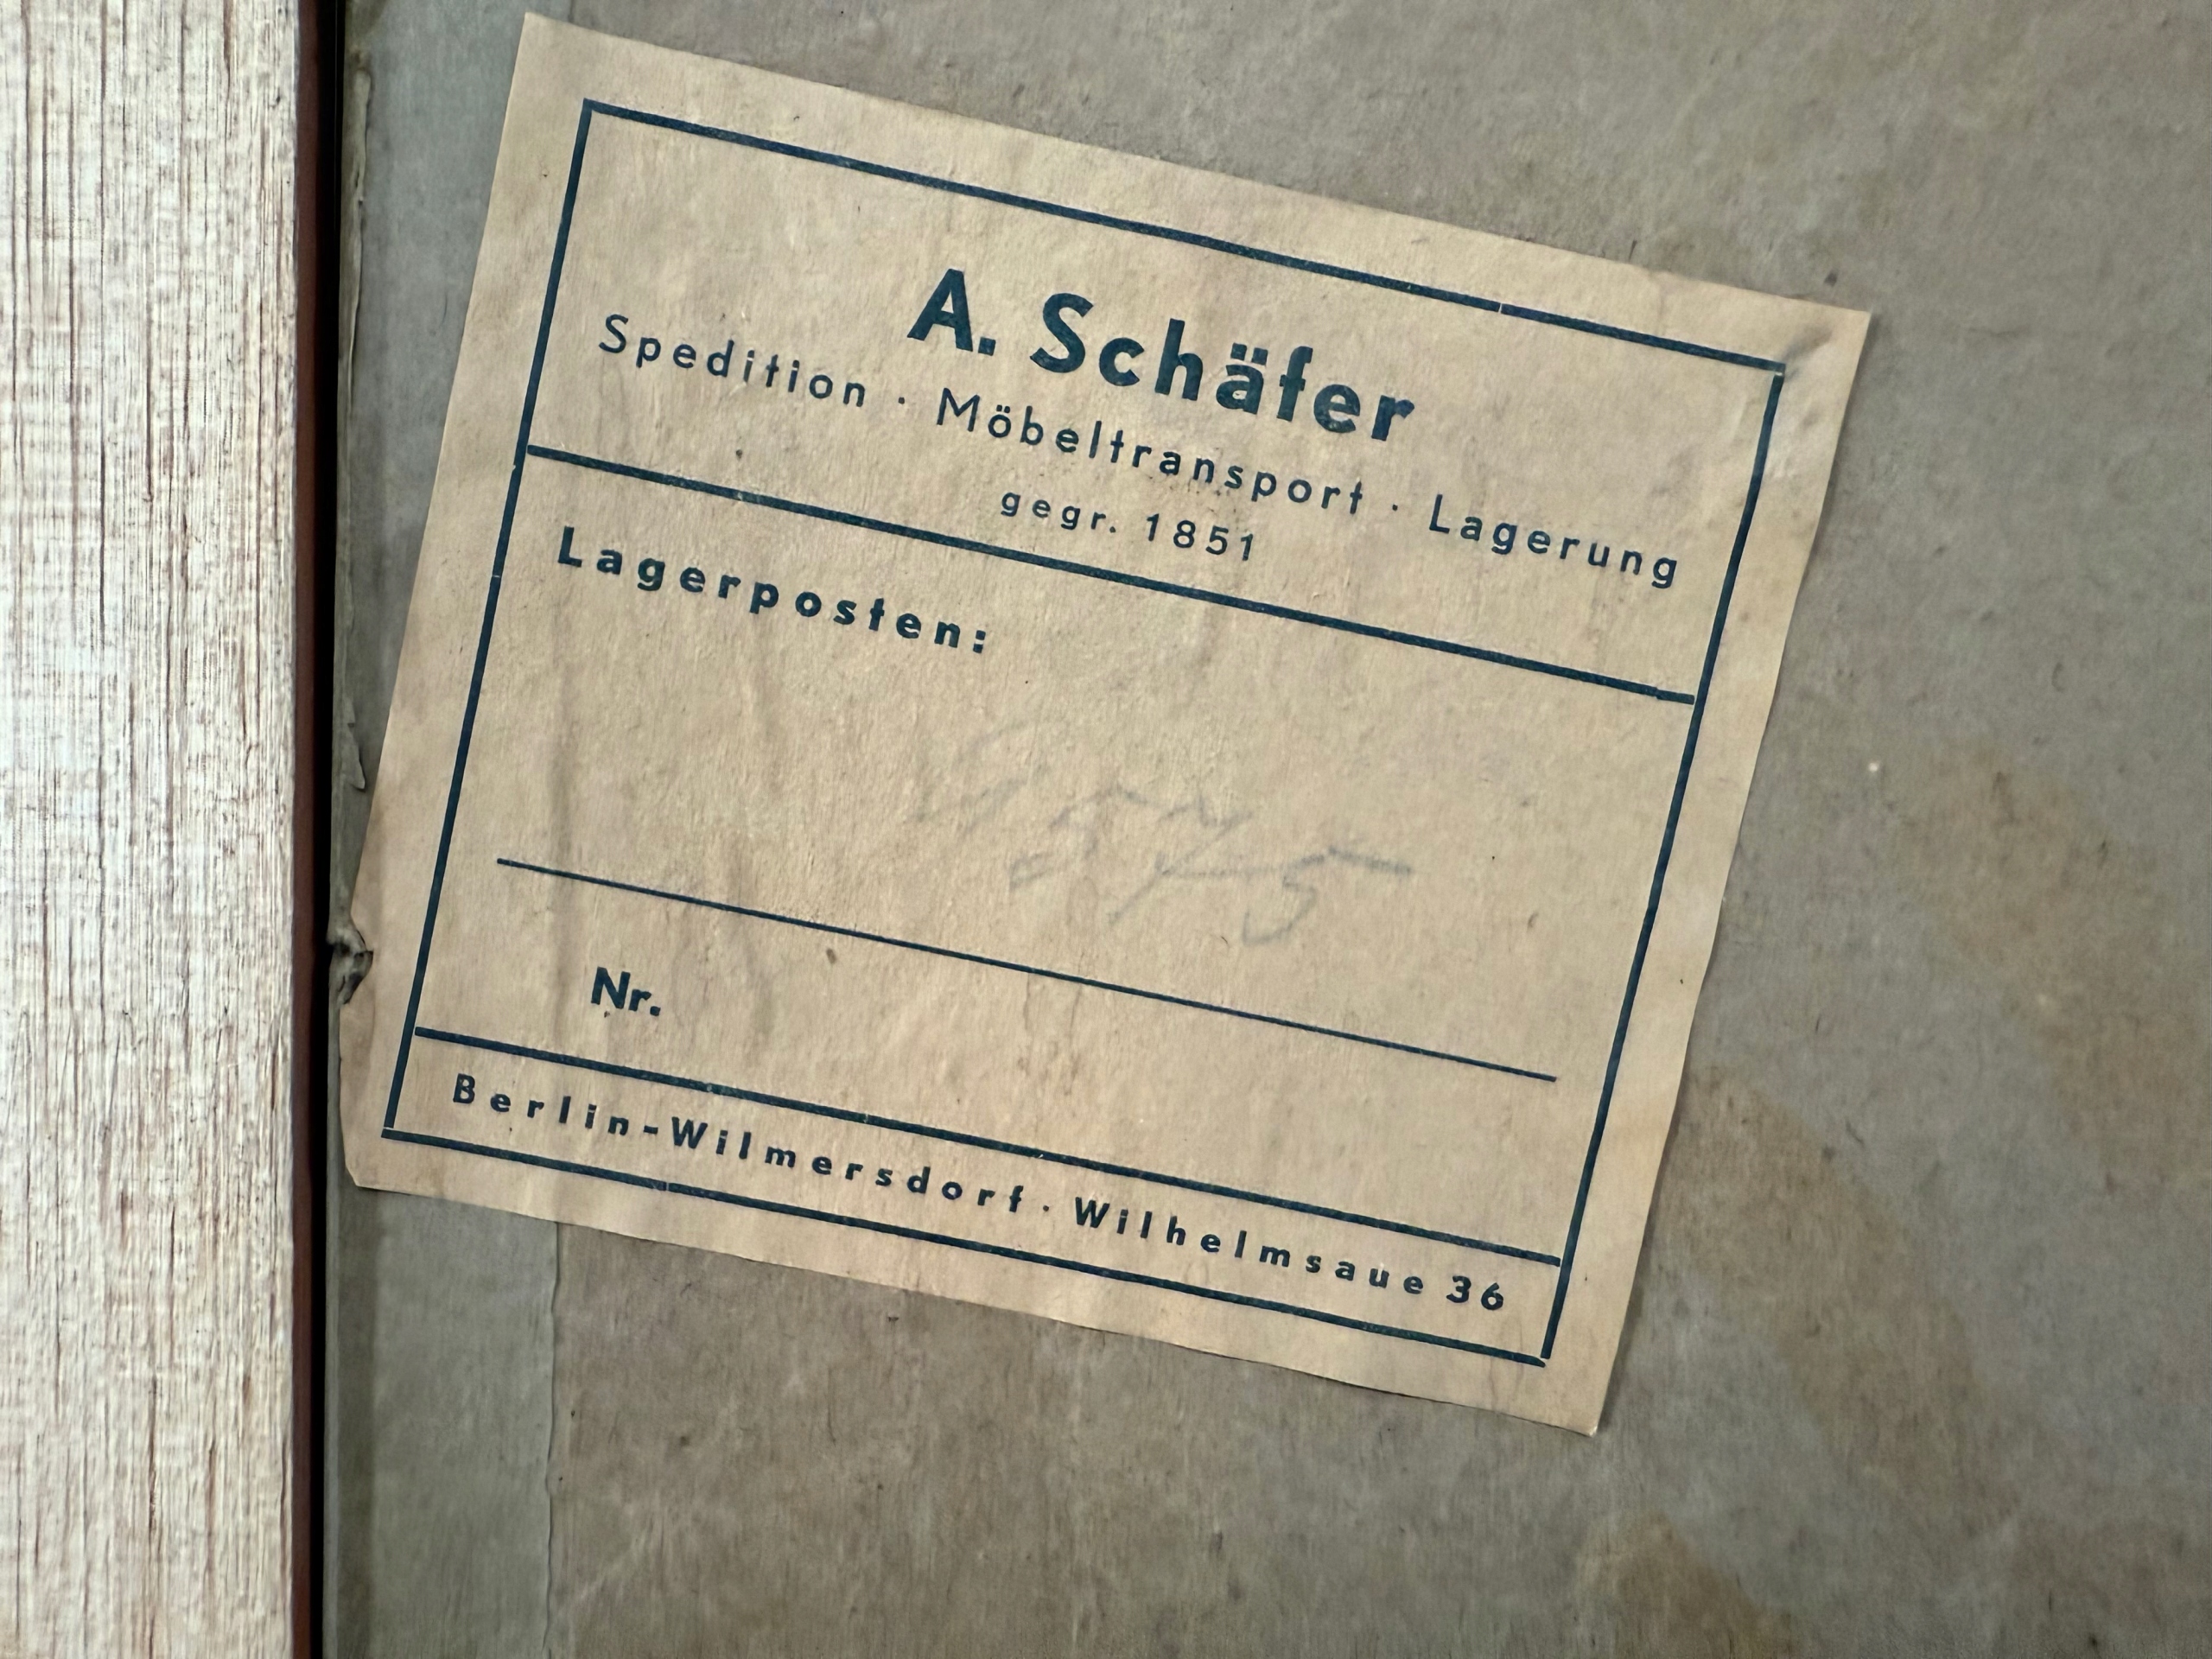 A. Schäfer
Spedition · Möbeltransport · Lagerung
gegr. 1851
Lagerposten:
Nr.
Berlin-Wilmersdorf · Wilhelmsaue 36